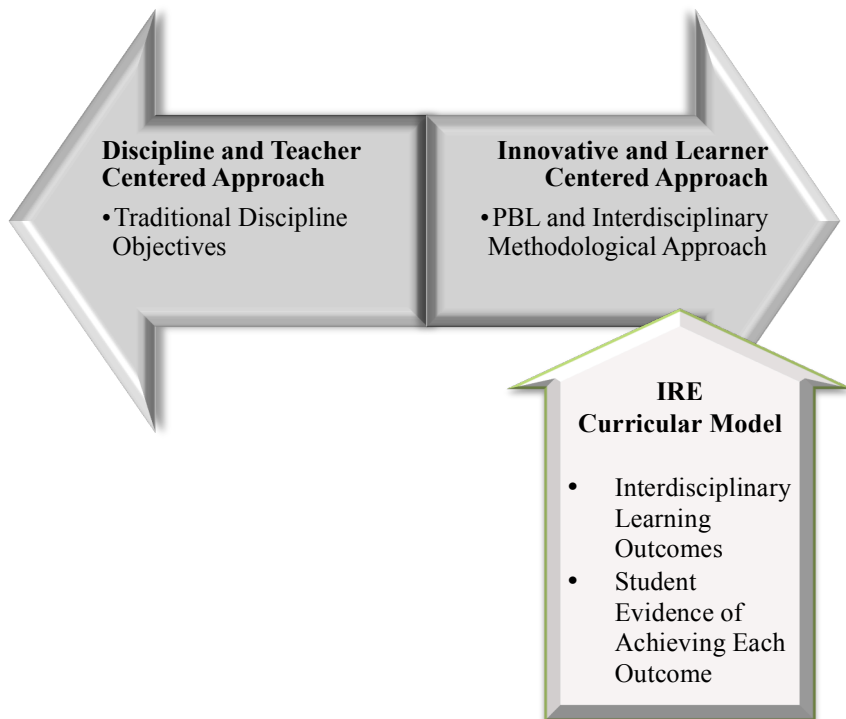 Discipline and Teacher
Centered Approach
•Traditional Discipline
Objectives
Innovative and Learner
Centered Approach
•PBL and Interdisciplinary
Methodological Approach
IRE
Curricular Model
• Interdisciplinary
Learning
Outcomes
• Student
Evidence of
Achieving Each
Outcome